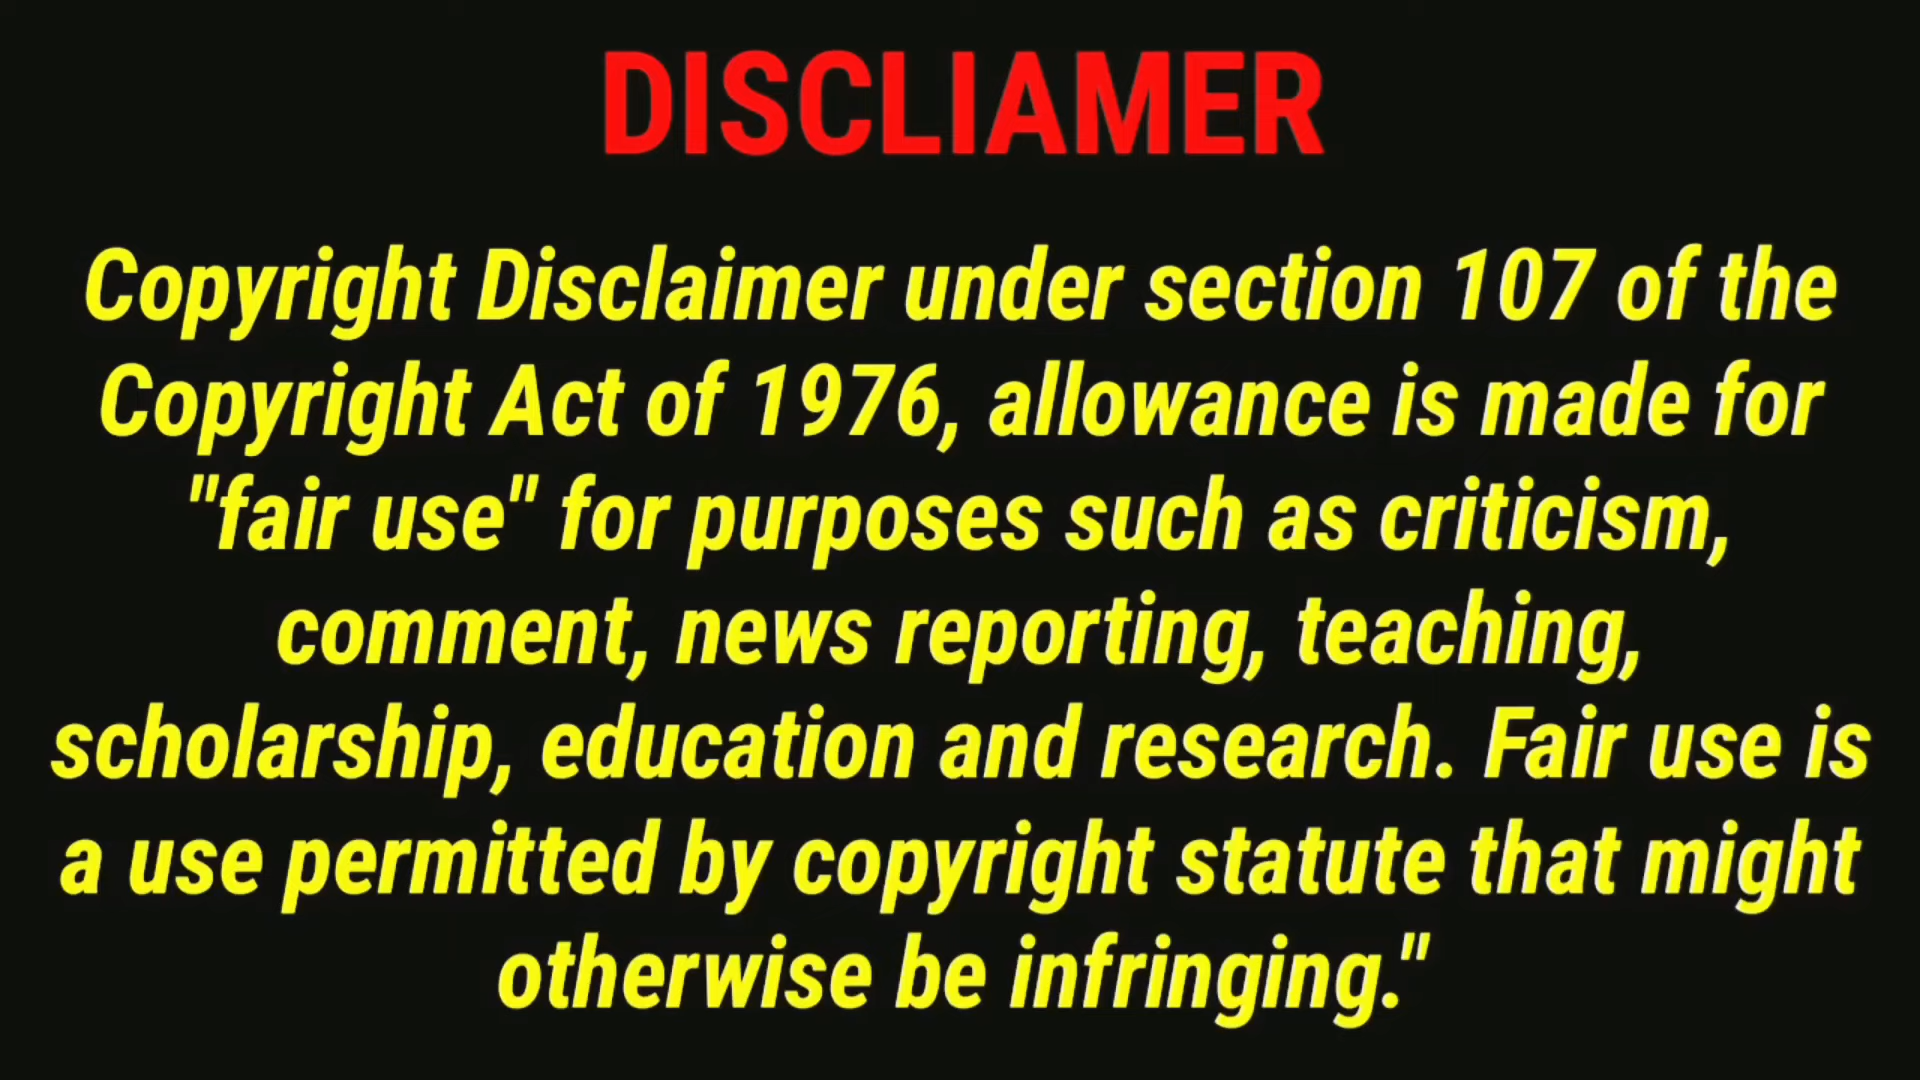 DISCLIAMER
Copyright Disclaimer under section 107 of the
Copyright Act of 1976, allowance is made for
"fair use" for purposes such as criticism,
comment, news reporting, teaching,
scholarship, education and research. Fair use is
a use permitted by copyright statute that might
otherwise be infringing."